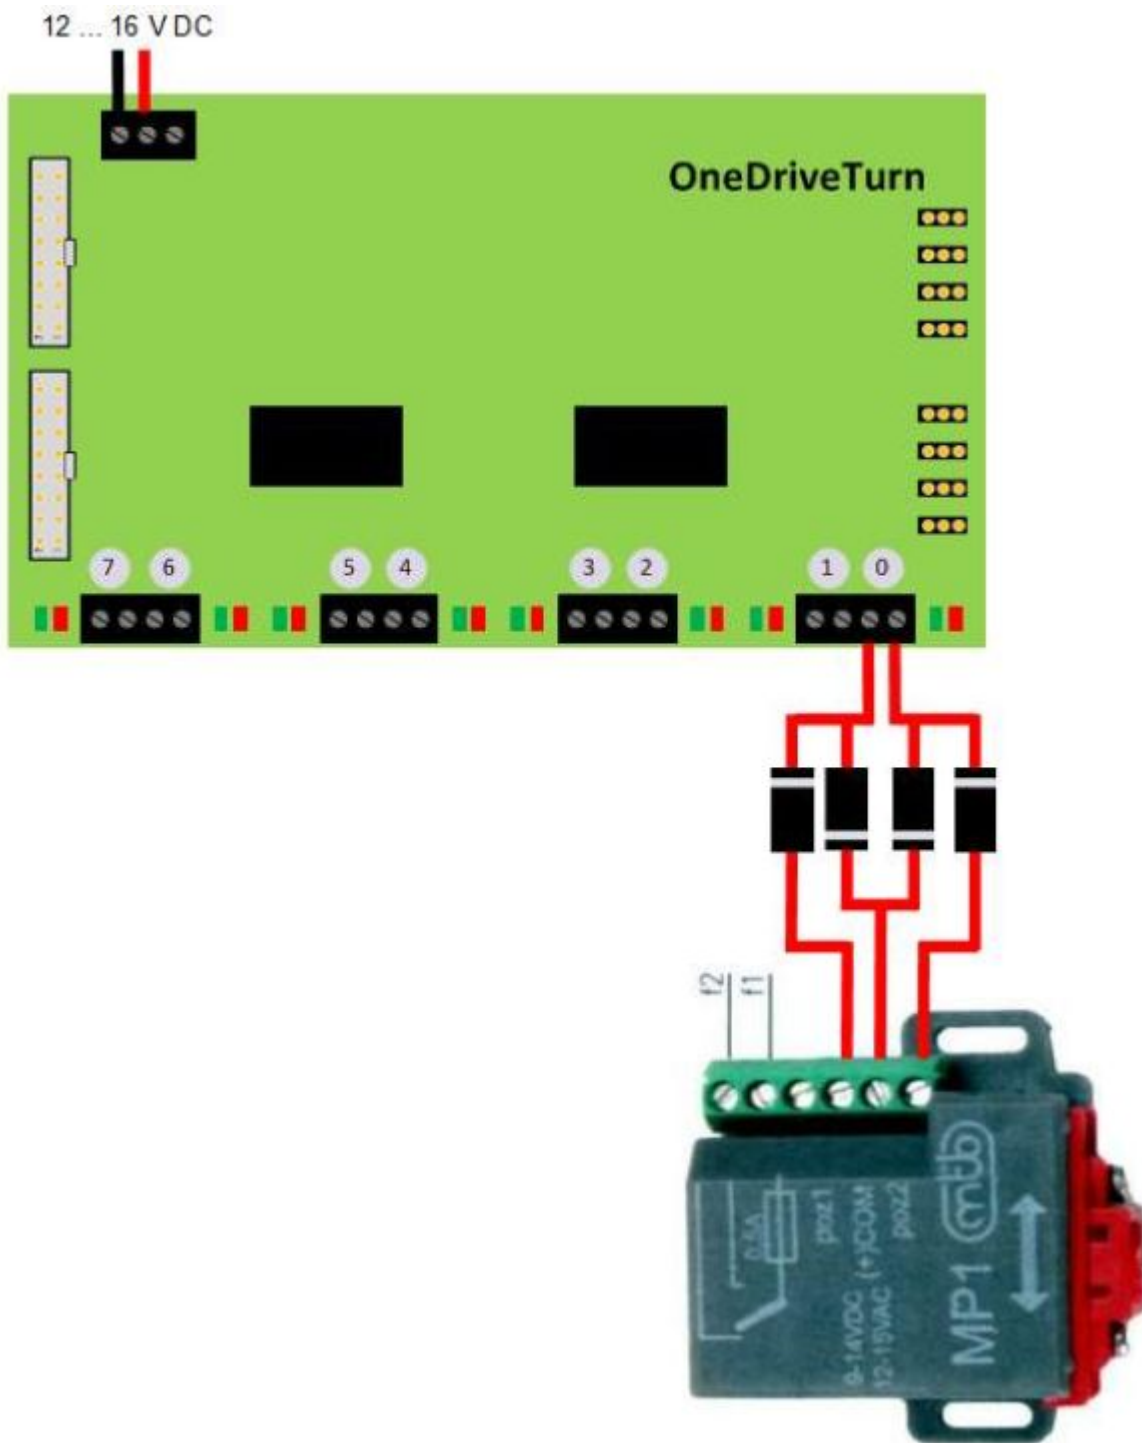 12 ... 16 V DC
OneDriveTurn
7 6 5 4 3 2 1 0
f2 f1
0.5A
poz1
9-14VDC (+)COM
12-15VAC
poz2
MP1 mtb